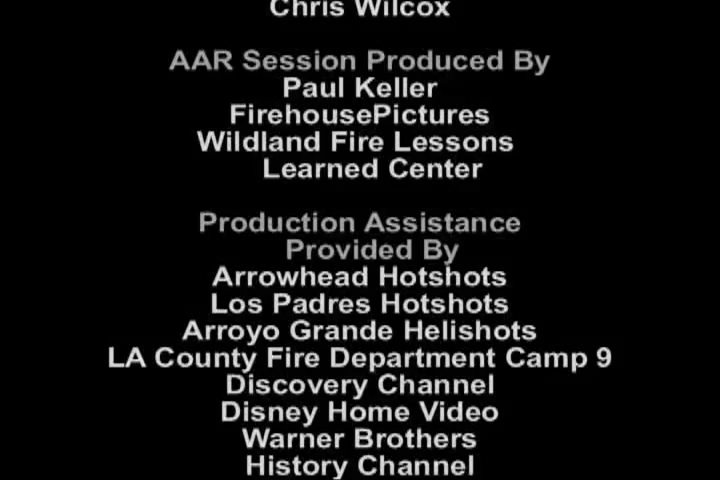 Chris Wilcox
AAR Session Produced By
Paul Keller
FirehousePictures
Wildland Fire Lessons
Learned Center
Production Assistance
Provided By
Arrowhead Hotshots
Los Padres Hotshots
Arroyo Grande Helishots
LA County Fire Department Camp 9
Discovery Channel
Disney Home Video
Warner Brothers
History Channel